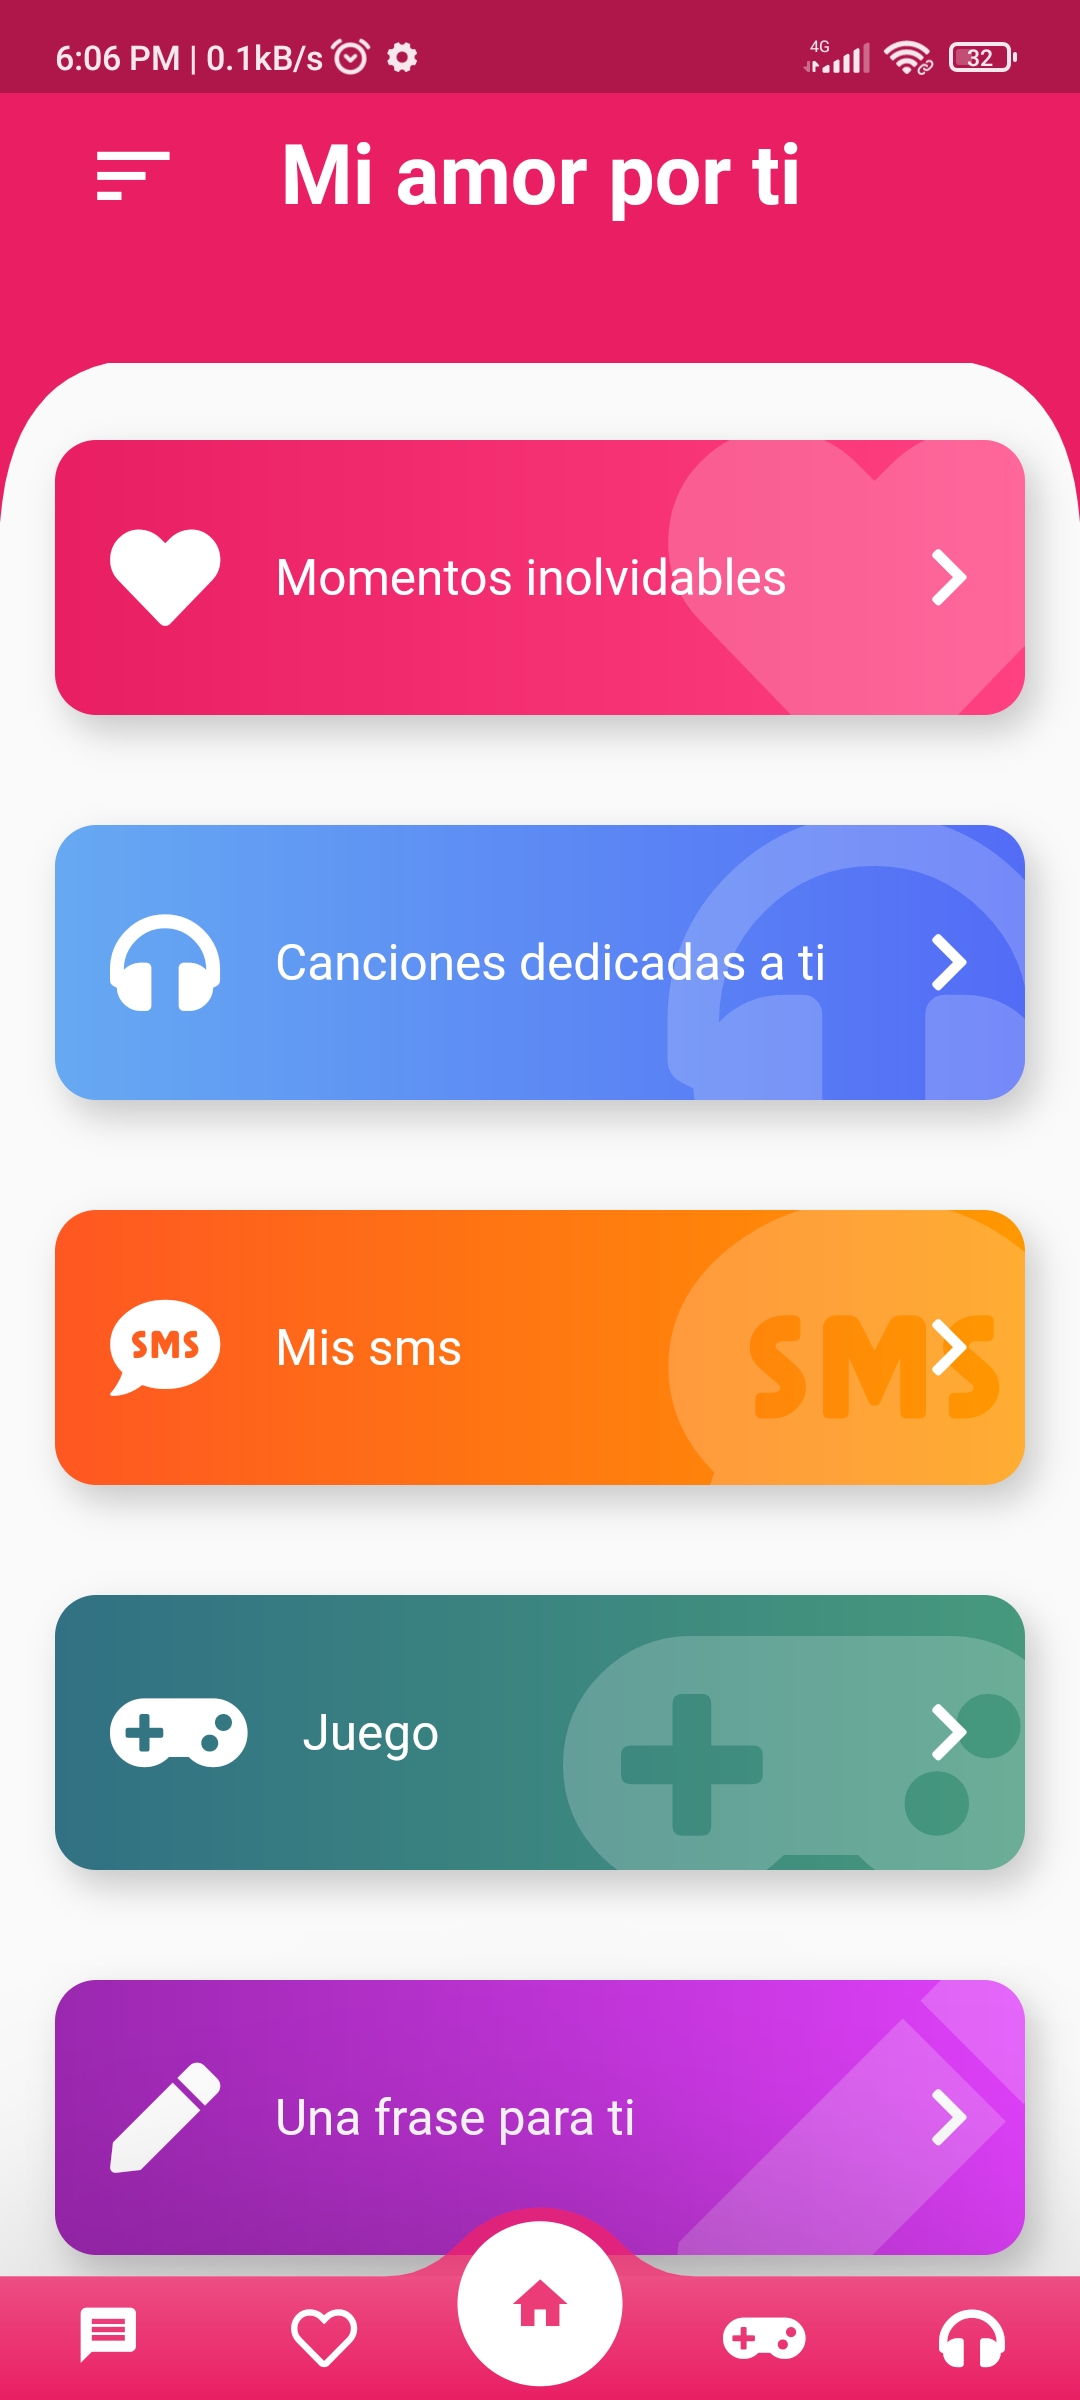 6:06 PM | 0.1kB/s
4G
32
Mi amor por ti
Momentos inolvidables
Canciones dedicadas a ti
SMS
Mis sms
SMS
Juego
Una frase para ti